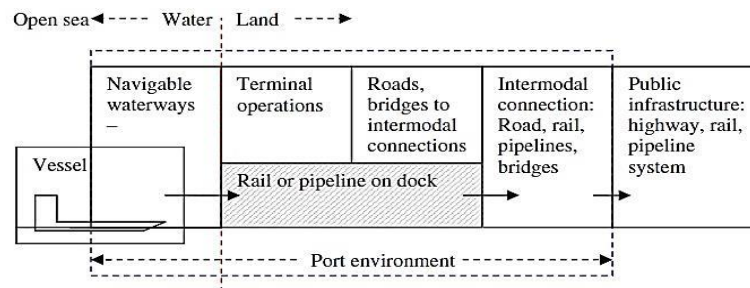 Open sea
Water
Land
Navigable
waterways
–
Terminal
operations
Roads,
bridges to
intermodal
connections
Intermodal
connection:
Road, rail,
pipelines,
bridges
Public
infrastructure:
highway, rail,
pipeline
system
Vessel
Rail or pipeline on dock
Port environment